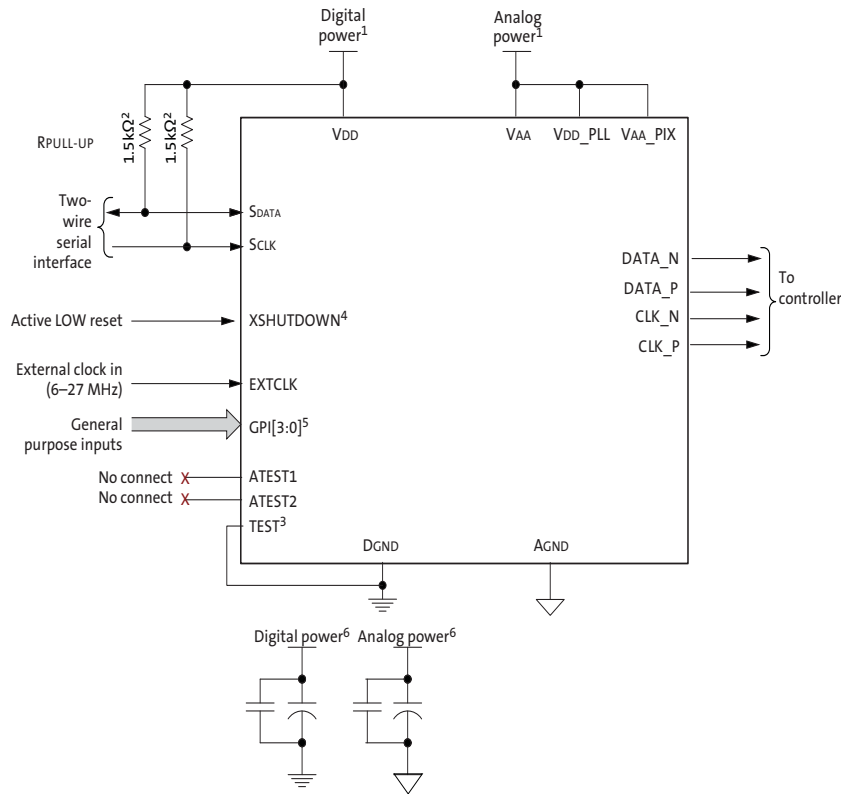 Digital
power1
Analog
power1
RPULL-UP
1.5kΩ2
1.5kΩ2
VDD
VAA
VDD_PLL
VAA_PIX
Two-
wire
serial
interface
SDATA
SCLK
DATA_N
DATA_P
CLK_N
CLK_P
To
controller
Active LOW reset
XSHUTDOWN4
External clock in
(6–27 MHz)
EXTCLK
General
purpose inputs
GPI[3:0]5
No connect X
ATEST1
No connect X
ATEST2
TEST3
DGND
AGND
Digital power6
Analog power6